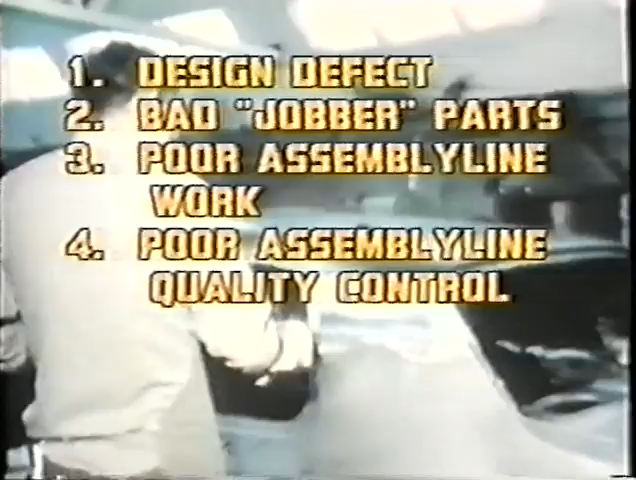 1. DESIGN DEFECT
2. BAD "JOBBER" PARTS
3. POOR ASSEMBLYLINE
WORK
4. POOR ASSEMBLYLINE
QUALITY CONTROL